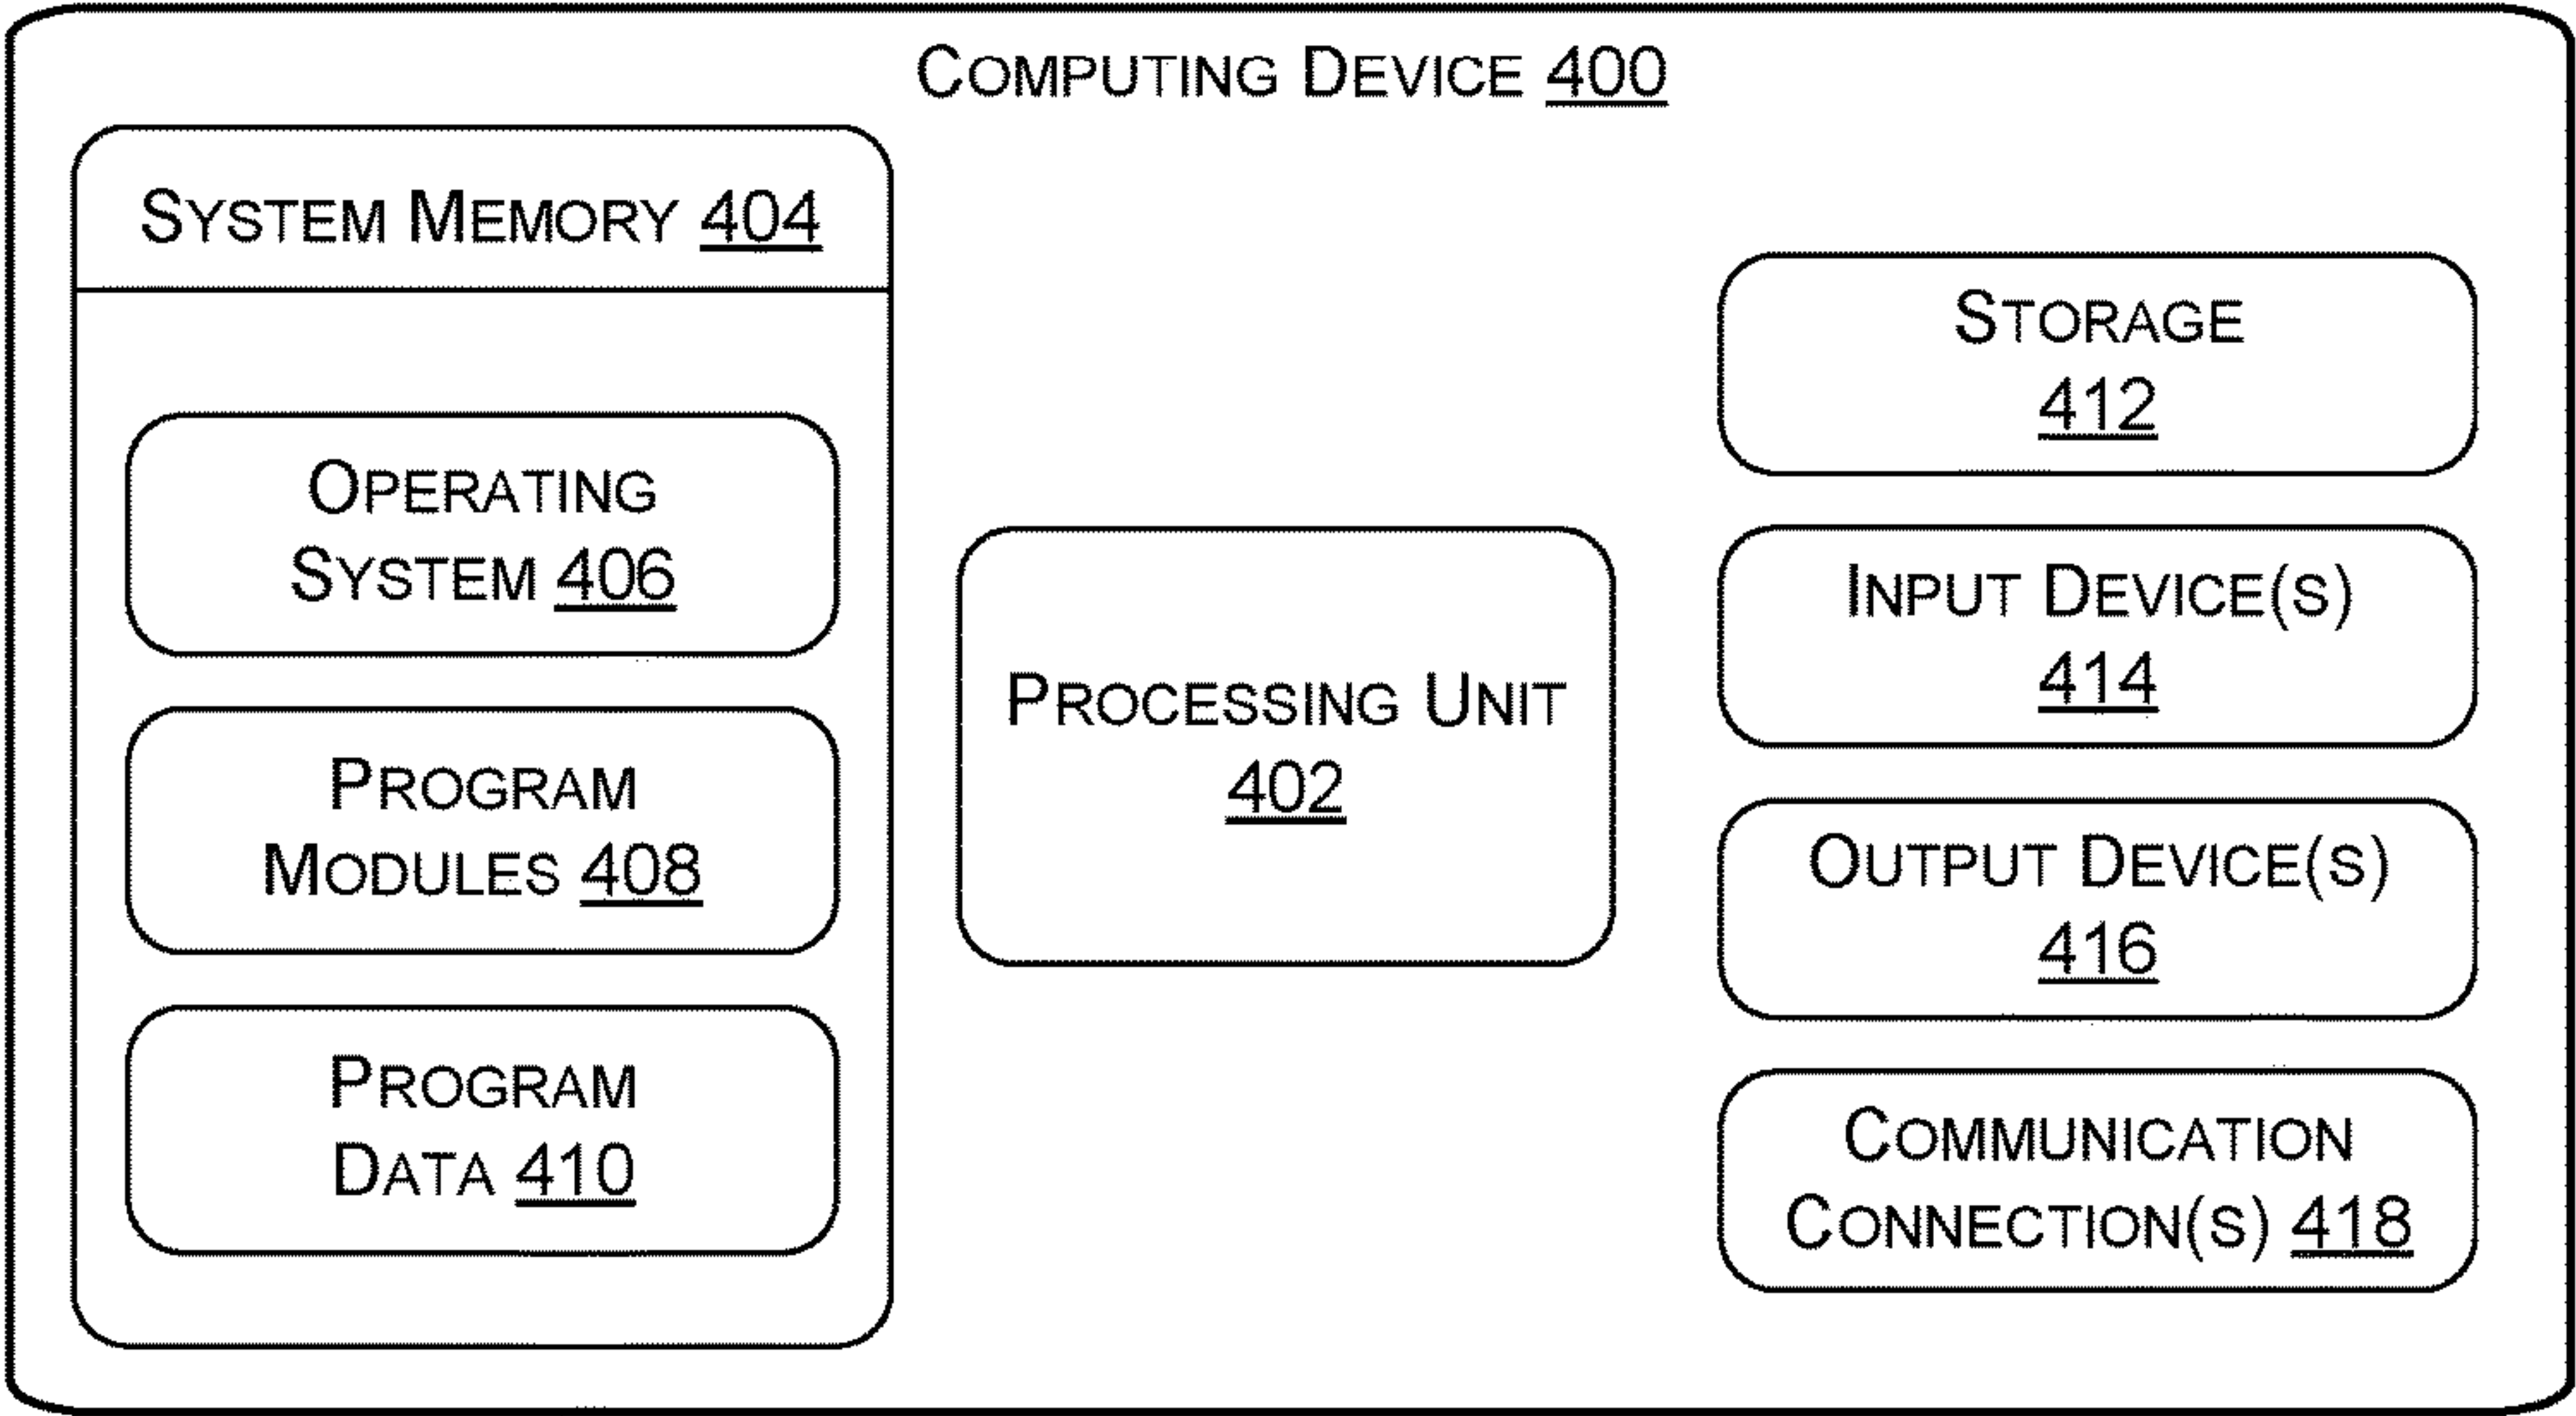 COMPUTING DEVICE 400
SYSTEM MEMORY 404
OPERATING
SYSTEM 406
PROGRAM
MODULES 408
PROGRAM
DATA 410
PROCESSING UNIT
402
STORAGE
412
INPUT DEVICE(S)
414
OUTPUT DEVICE(S)
416
COMMUNICATION
CONNECTION(S) 418